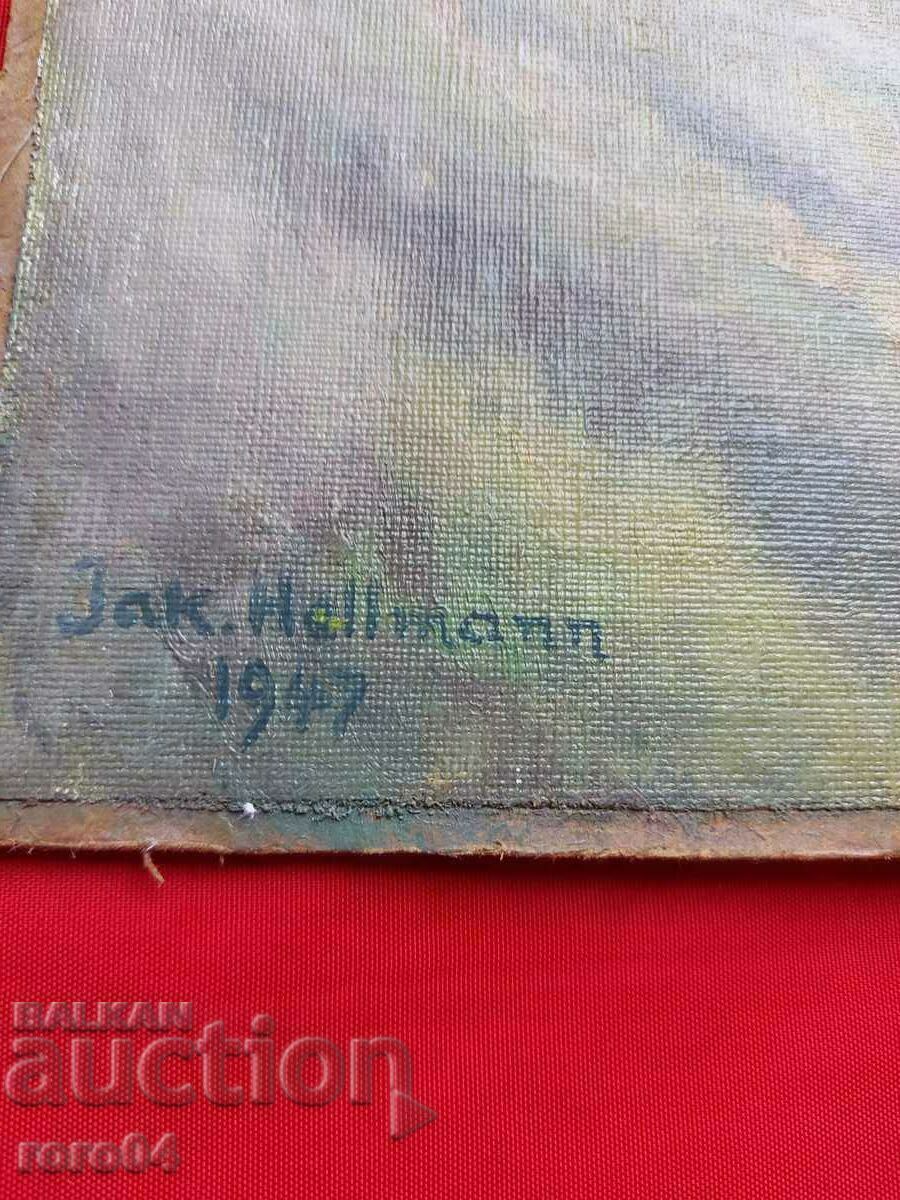 Jak. Hellmann
1947
BALKAN
auction
roro04